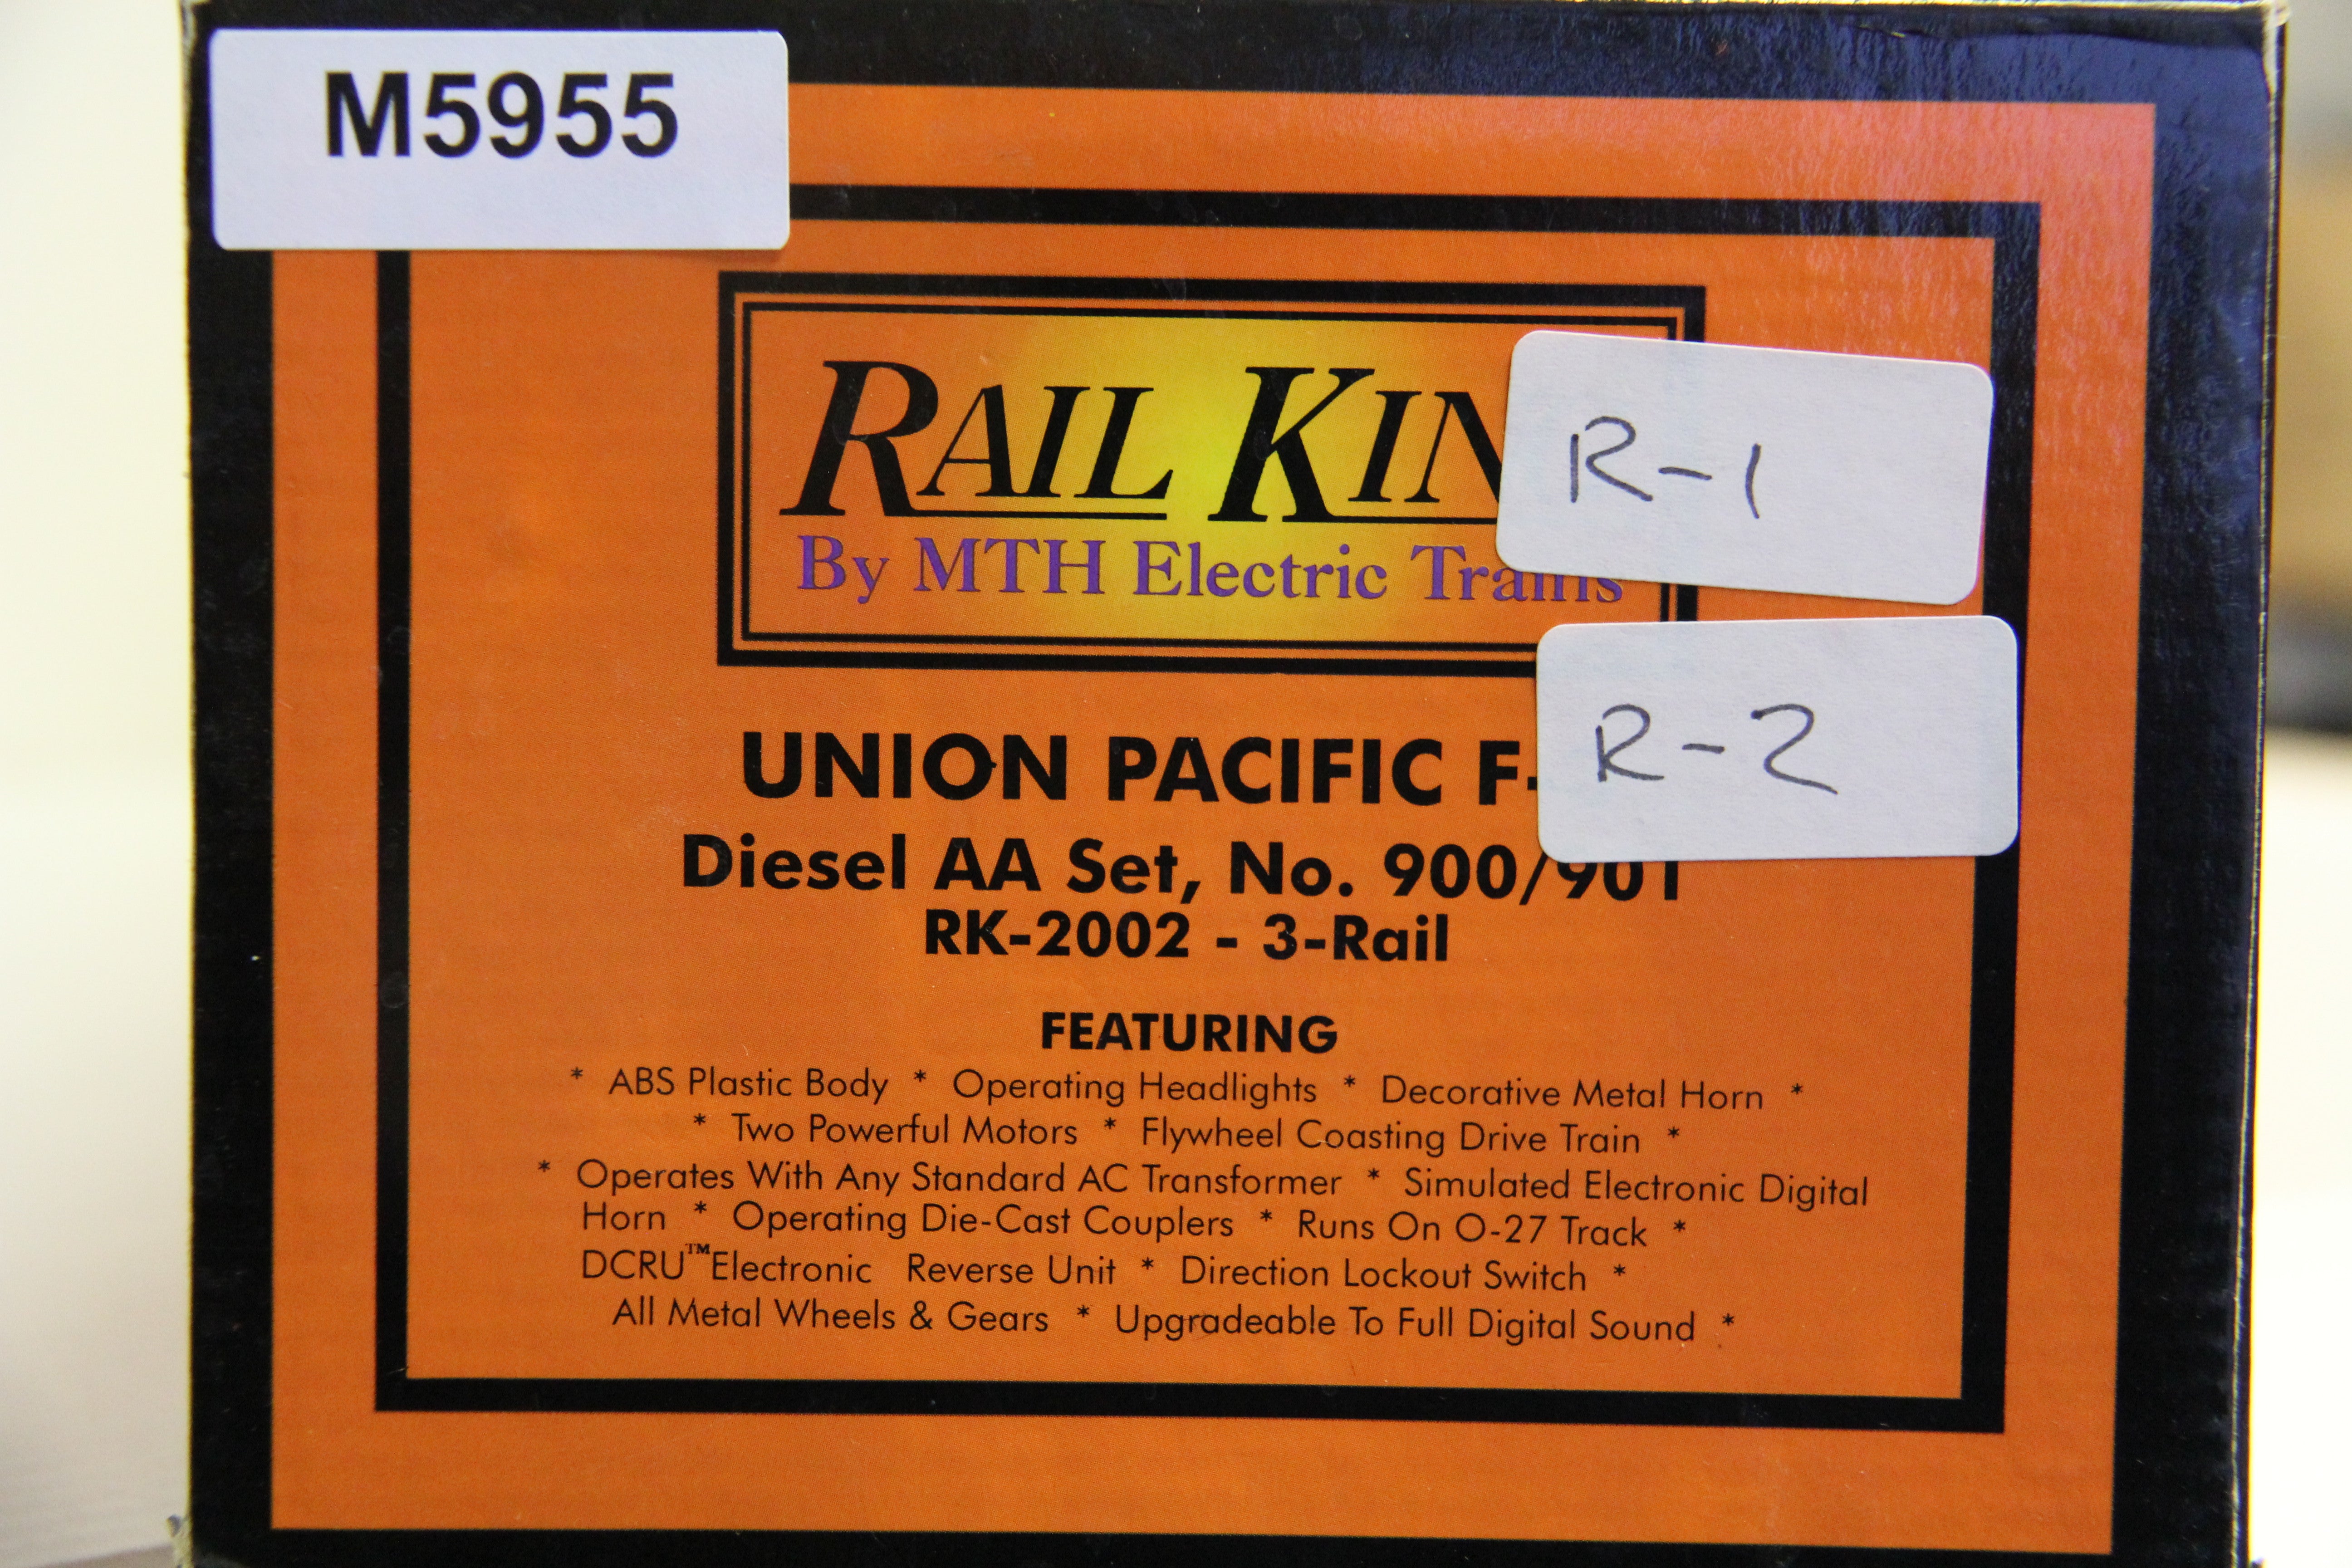 M5955
RAIL KIN
R-1
By MTH Electric Trains
R-2
UNION PACIFIC F-
Diesel AA Set, No. 900/901
RK-2002 - 3-Rail
FEATURING
* ABS Plastic Body * Operating Headlights * Decorative Metal Horn *
* Two Powerful Motors * Flywheel Coasting Drive Train *
* Operates With Any Standard AC Transformer * Simulated Electronic Digital
Horn * Operating Die-Cast Couplers * Runs On O-27 Track *
DCRU™Electronic Reverse Unit * Direction Lockout Switch *
All Metal Wheels & Gears * Upgradeable To Full Digital Sound *